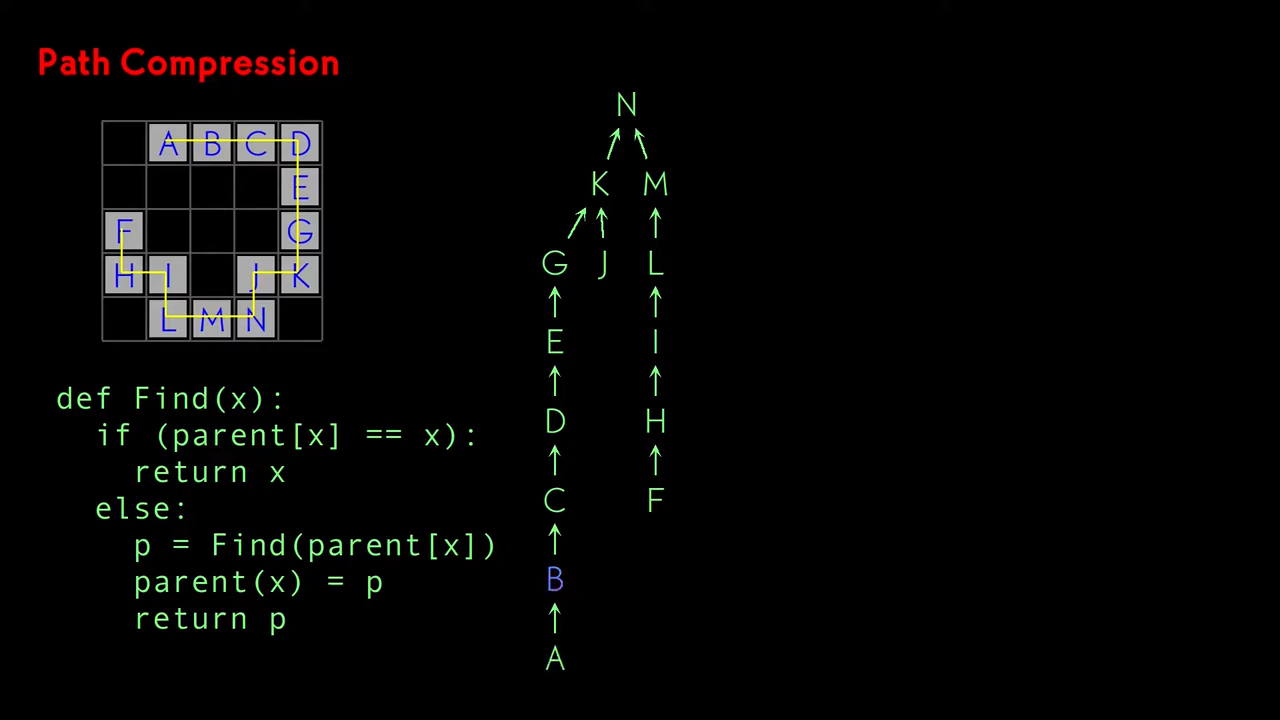 Path Compression
A B C D
E
F G
H I J K
L M N
def Find(x):
if (parent[x] == x):
return x
else:
p = Find(parent[x])
parent(x) = p
return p
N
K M
G J L
E I
D H
C F
B
A